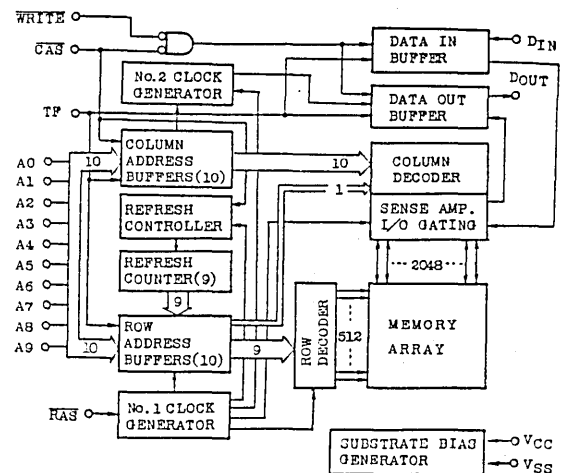 WRITE
CAS
DATA IN
BUFFER
DIN
No.2 CLOCK
GENERATOR
DOUT
DATA OUT
BUFFER
TF
COLUMN
ADDRESS
BUFFERS(10)
10
10
COLUMN
DECODER
1
A0
A1
A2
A3
A4
A5
A6
A7
A8
A9
REFRESH
CONTROLLER
SENSE AMP.
I/O GATING
REFRESH
COUNTER(9)
2048
9
ROW
ADDRESS
BUFFERS(10)
10
9
ROW
DECODER
512
MEMORY
ARRAY
RAS
No.1 CLOCK
GENERATOR
SUBSTRATE BIAS
GENERATOR
VCC
VSS